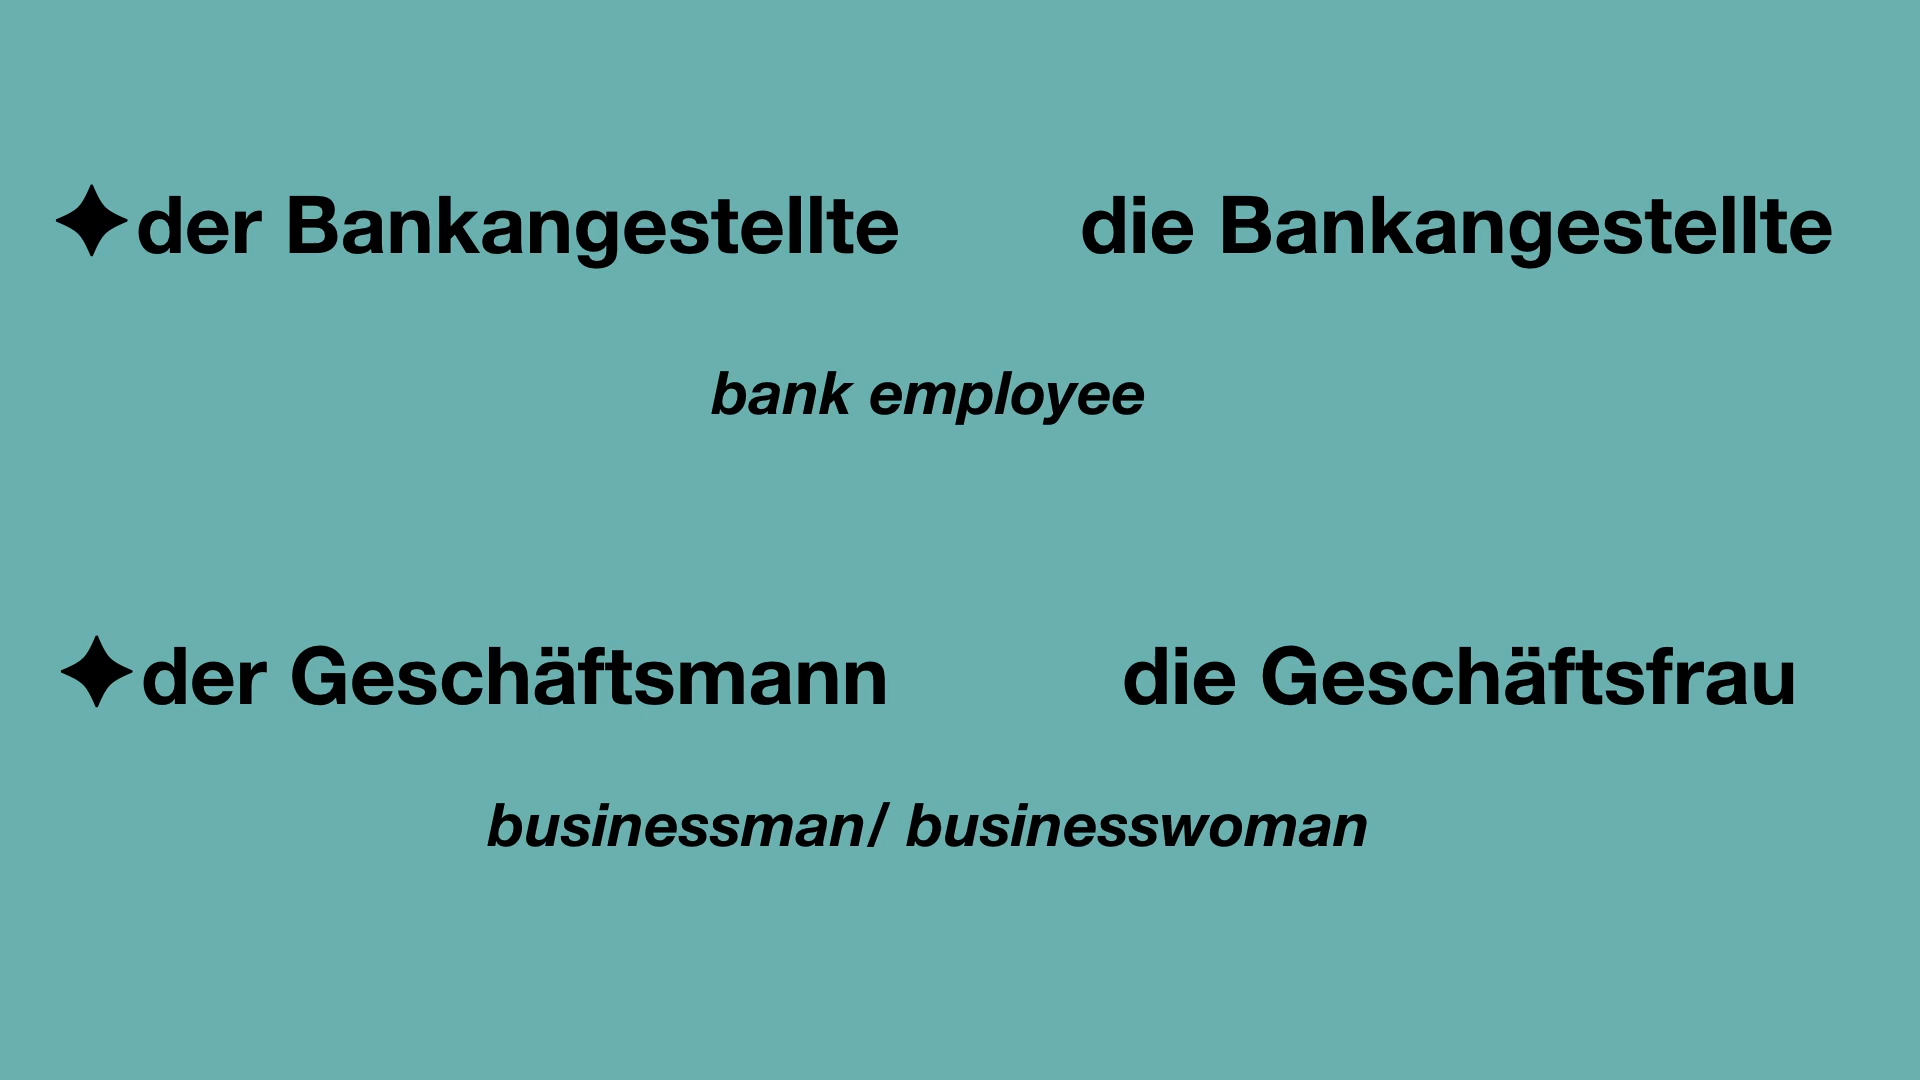 ✦der Bankangestellte die Bankangestellte
bank employee
✦der Geschäftsmann die Geschäftsfrau
businessman/ businesswoman